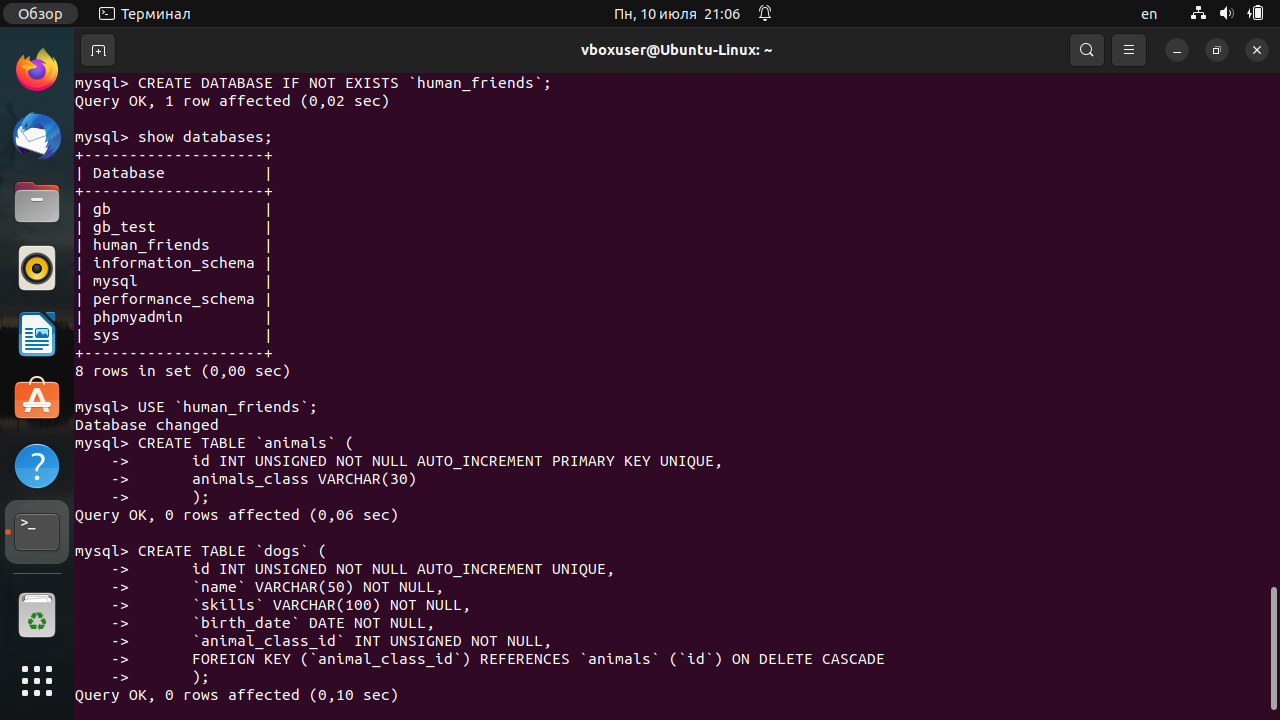 Обзор
Терминал
Пн, 10 июля 21:06
en
vboxuser@Ubuntu-Linux: ~
mysql> CREATE DATABASE IF NOT EXISTS `human_friends`;
Query OK, 1 row affected (0,02 sec)
mysql> show databases;
+--------------------+
| Database           |
+--------------------+
| gb                 |
| gb_test            |
| human_friends      |
| information_schema |
| mysql              |
| performance_schema |
| phpmyadmin         |
| sys                |
+--------------------+
8 rows in set (0,00 sec)
mysql> USE `human_friends`;
Database changed
mysql> CREATE TABLE `animals` (
    ->       id INT UNSIGNED NOT NULL AUTO_INCREMENT PRIMARY KEY UNIQUE,
    ->       animals_class VARCHAR(30)
    ->       );
Query OK, 0 rows affected (0,06 sec)
mysql> CREATE TABLE `dogs` (
    ->       id INT UNSIGNED NOT NULL AUTO_INCREMENT UNIQUE,
    ->       `name` VARCHAR(50) NOT NULL,
    ->       `skills` VARCHAR(100) NOT NULL,
    ->       `birth_date` DATE NOT NULL,
    ->       `animal_class_id` INT UNSIGNED NOT NULL,
    ->       FOREIGN KEY (`animal_class_id`) REFERENCES `animals` (`id`) ON DELETE CASCADE
    ->       );
Query OK, 0 rows affected (0,10 sec)